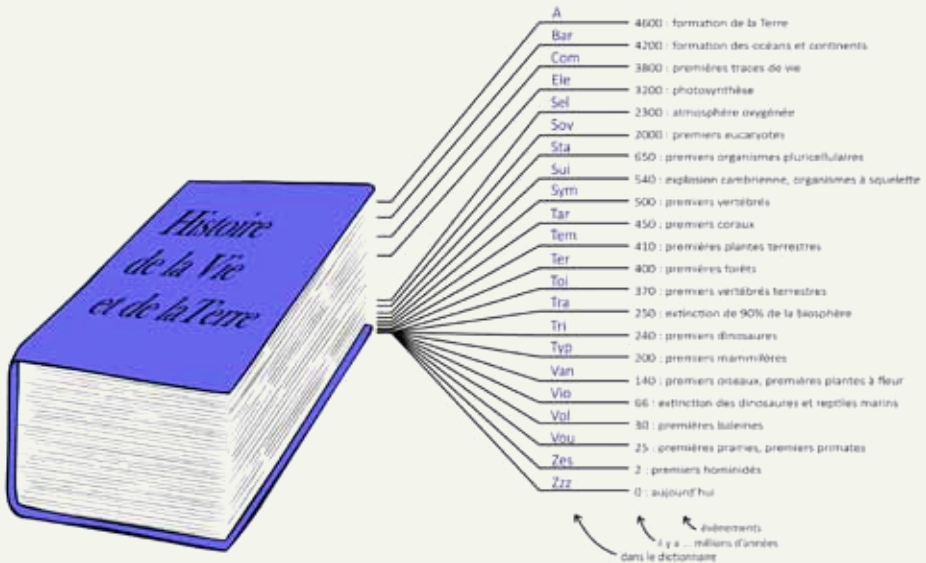 Histoire
de la Vie
et de la Terre
A 4600 : formation de la Terre
Bar 4200 : formation des océans et continents
Com 3800 : premières traces de vie
Ele 3200 : photosynthèse
Sel 2300 : atmosphère oxygénée
Sov 2000 : premiers eucaryotes
Sta 650 : premiers organismes pluricellulaires
Sui 540 : explosion cambrienne, organismes à squelette
Sym 500 : premiers vertébrés
Tar 450 : premiers coraux
Tem 410 : premières plantes terrestres
Ter 400 : premières forêts
Toi 370 : premiers vertébrés terrestres
Tra 250 : extinction de 90% de la biosphère
Tri 240 : premiers dinosaures
Typ 200 : premiers mammifères
Van 140 : premiers oiseaux, premières plantes à fleur
Vio 66 : extinction des dinosaures et reptiles marins
Vol 30 : premières baleines
Vou 25 : premières prairies, premiers primates
Zes 2 : premiers hominidés
Zzz 0 : aujourd'hui
évènements
il y a ... millions d'années
dans le dictionnaire